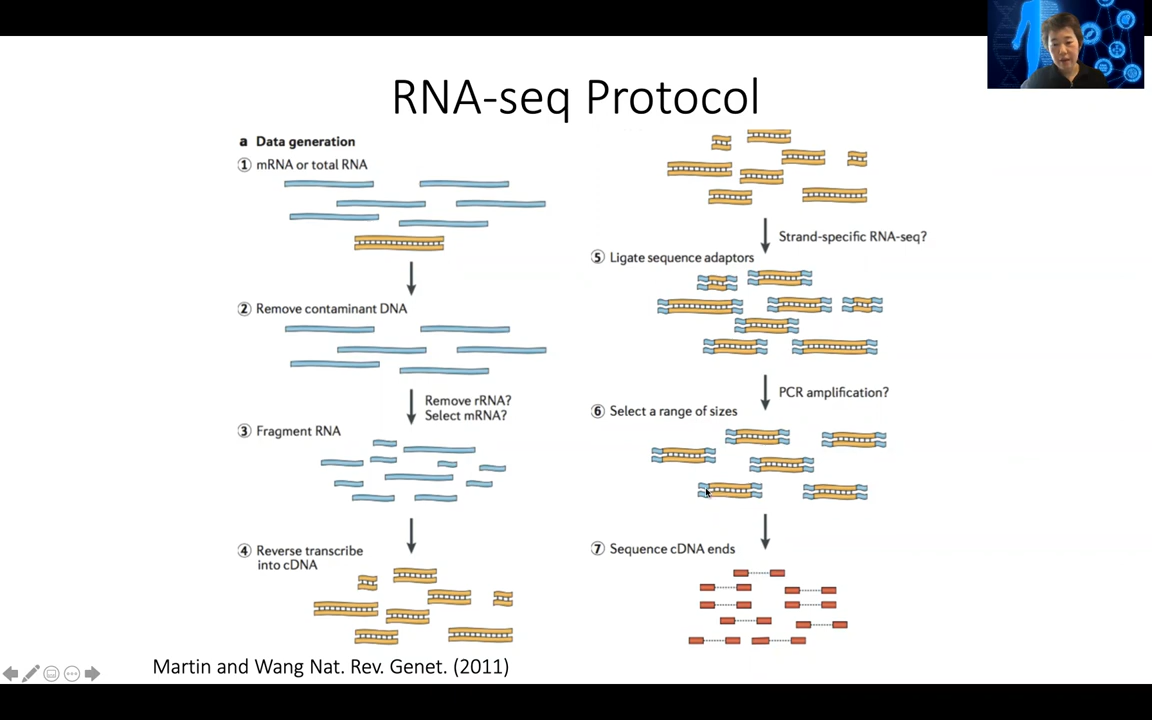 RNA-seq Protocol
a Data generation
① mRNA or total RNA
② Remove contaminant DNA
Remove rRNA?
Select mRNA?
③ Fragment RNA
④ Reverse transcribe
into cDNA
Strand-specific RNA-seq?
⑤ Ligate sequence adaptors
PCR amplification?
⑥ Select a range of sizes
⑦ Sequence cDNA ends
Martin and Wang Nat. Rev. Genet. (2011)